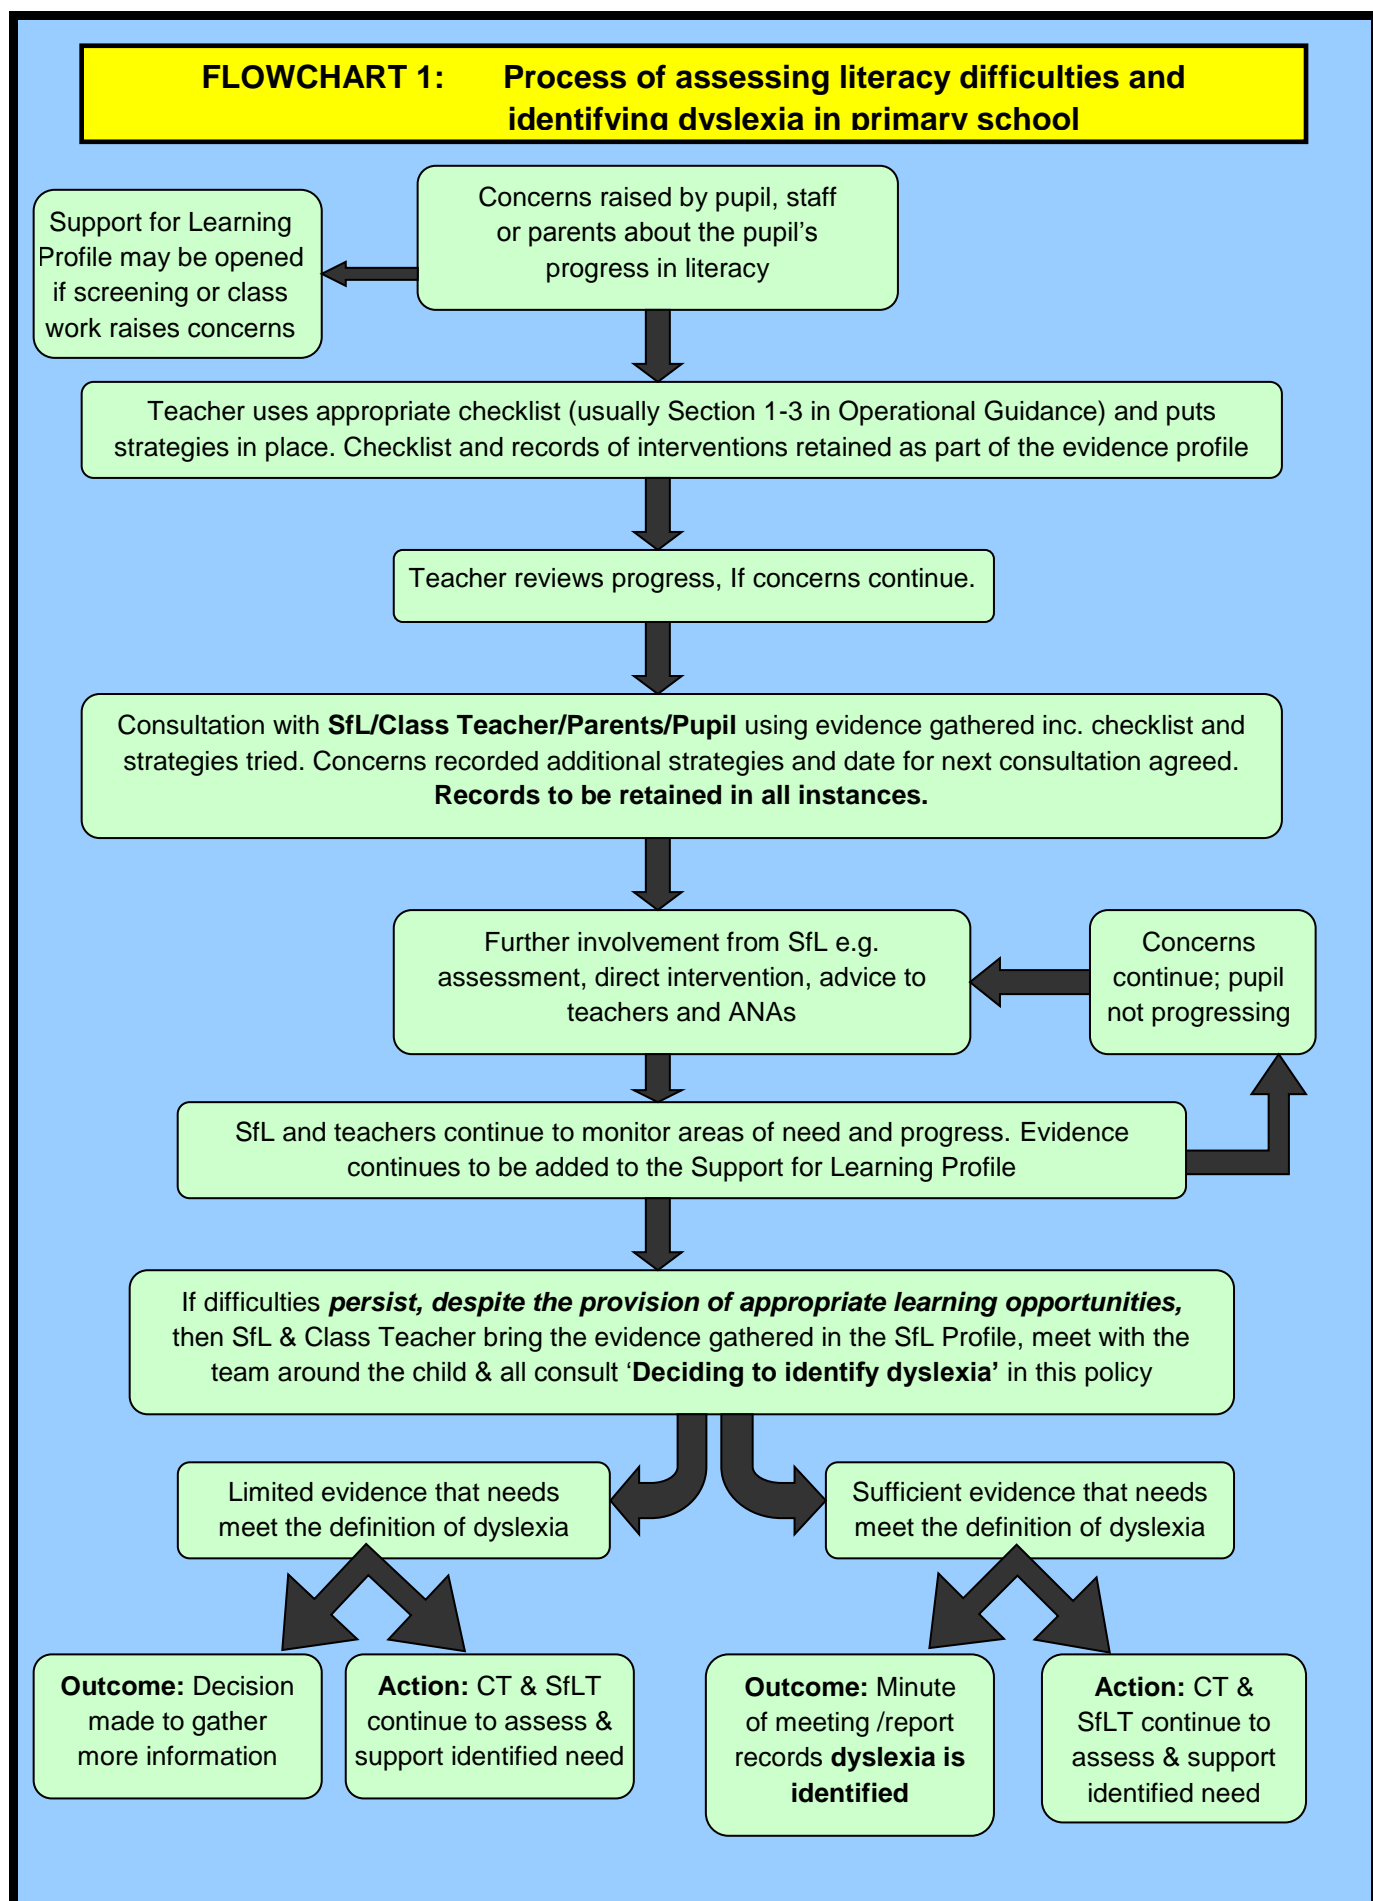 FLOWCHART 1: Process of assessing literacy difficulties and
identifying dyslexia in primary school
Concerns raised by pupil, staff
or parents about the pupil's
progress in literacy
Support for Learning
Profile may be opened
if screening or class
work raises concerns
Teacher uses appropriate checklist (usually Section 1-3 in Operational Guidance) and puts
strategies in place. Checklist and records of interventions retained as part of the evidence profile
Teacher reviews progress, If concerns continue.
Consultation with SfL/Class Teacher/Parents/Pupil using evidence gathered inc. checklist and
strategies tried. Concerns recorded additional strategies and date for next consultation agreed.
Records to be retained in all instances.
Further involvement from SfL e.g.
assessment, direct intervention, advice to
teachers and ANAs
Concerns
continue; pupil
not progressing
SfL and teachers continue to monitor areas of need and progress. Evidence
continues to be added to the Support for Learning Profile
If difficulties persist, despite the provision of appropriate learning opportunities,
then SfL & Class Teacher bring the evidence gathered in the SfL Profile, meet with the
team around the child & all consult ‘Deciding to identify dyslexia’ in this policy
Limited evidence that needs
meet the definition of dyslexia
Sufficient evidence that needs
meet the definition of dyslexia
Outcome: Decision
made to gather
more information
Action: CT & SfLT
continue to assess &
support identified need
Outcome: Minute
of meeting /report
records dyslexia is
identified
Action: CT &
SfLT continue to
assess & support
identified need